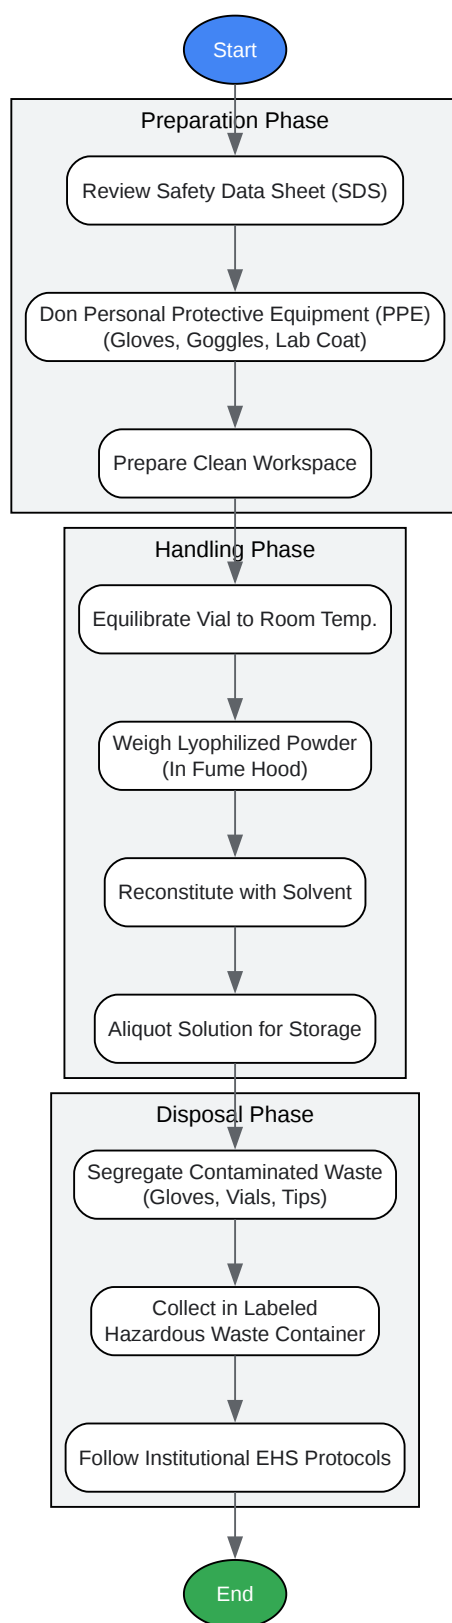 Start
Preparation Phase
Review Safety Data Sheet (SDS)
Don Personal Protective Equipment (PPE)
(Gloves, Goggles, Lab Coat)
Prepare Clean Workspace
Handling Phase
Equilibrate Vial to Room Temp.
Weigh Lyophilized Powder
(In Fume Hood)
Reconstitute with Solvent
Aliquot Solution for Storage
Disposal Phase
Segregate Contaminated Waste
(Gloves, Vials, Tips)
Collect in Labeled
Hazardous Waste Container
Follow Institutional EHS Protocols
End